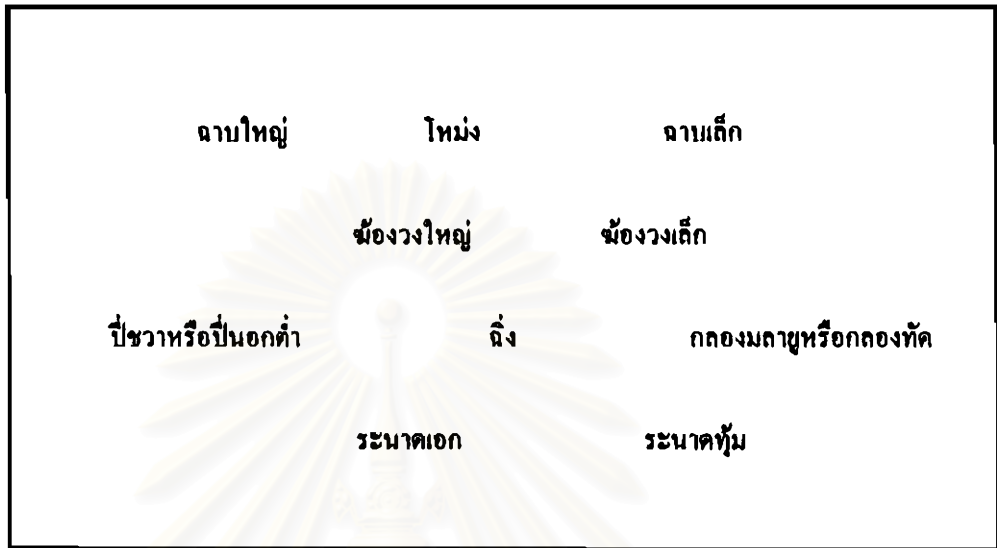 ฉาบใหญ่ โหม่ง ฉาบเล็ก
ฆ้องวงใหญ่ ฆ้องวงเล็ก
ปี่ชวาหรือปี่นอกต่ำ ฉิ่ง กลองมลายูหรือกลองทัด
ระนาดเอก ระนาดทุ้ม